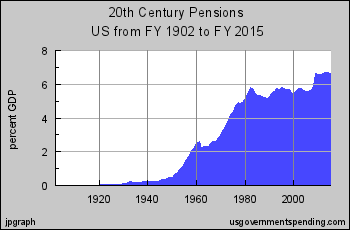 20th Century Pensions
US from FY 1902 to FY 2015
percent GDP
8
6
4
2
0
1920 1940 1960 1980 2000
jpgraph usgovernmentspending.com